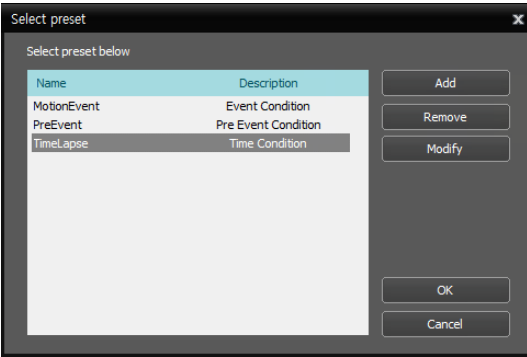 Select preset x
Select preset below
Name Description
MotionEvent Event Condition
PreEvent Pre Event Condition
TimeLapse Time Condition
Add
Remove
Modify
OK
Cancel